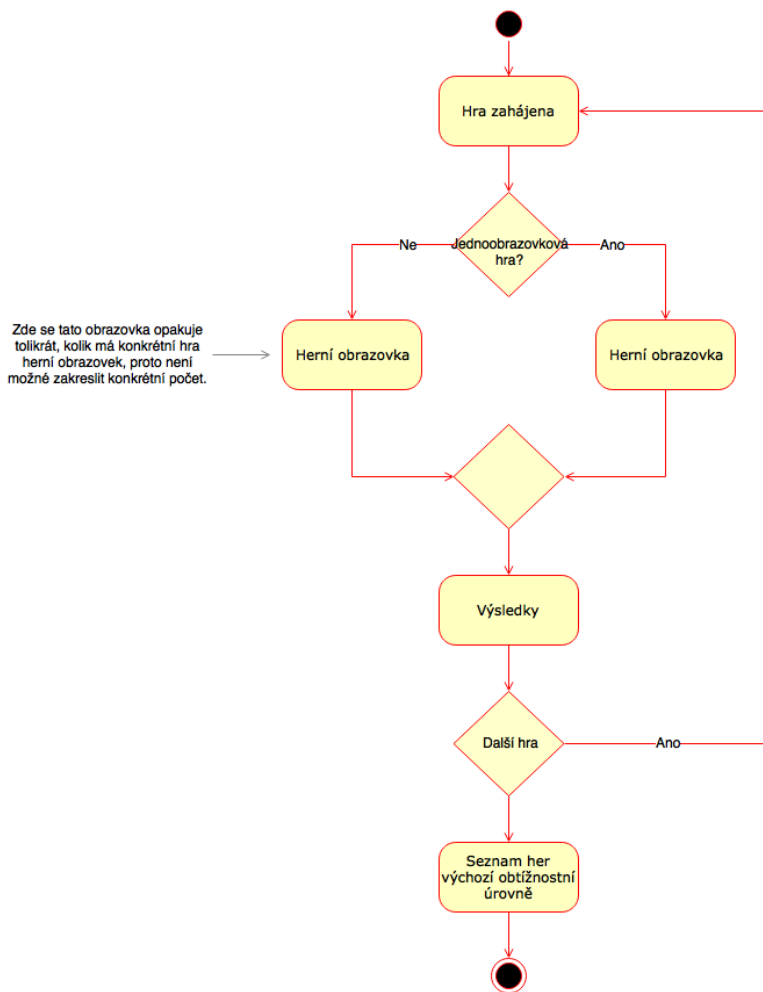 Hra zahájena
Jednoobrazovková
hra?
Ne
Ano
Zde se tato obrazovka opakuje
tolikrát, kolik má konkrétní hra
herní obrazovek, proto není
možné zakreslit konkrétní počet.
Herní obrazovka
Herní obrazovka
Výsledky
Další hra
Ano
Seznam her
výchozí obtížnostní
úrovně